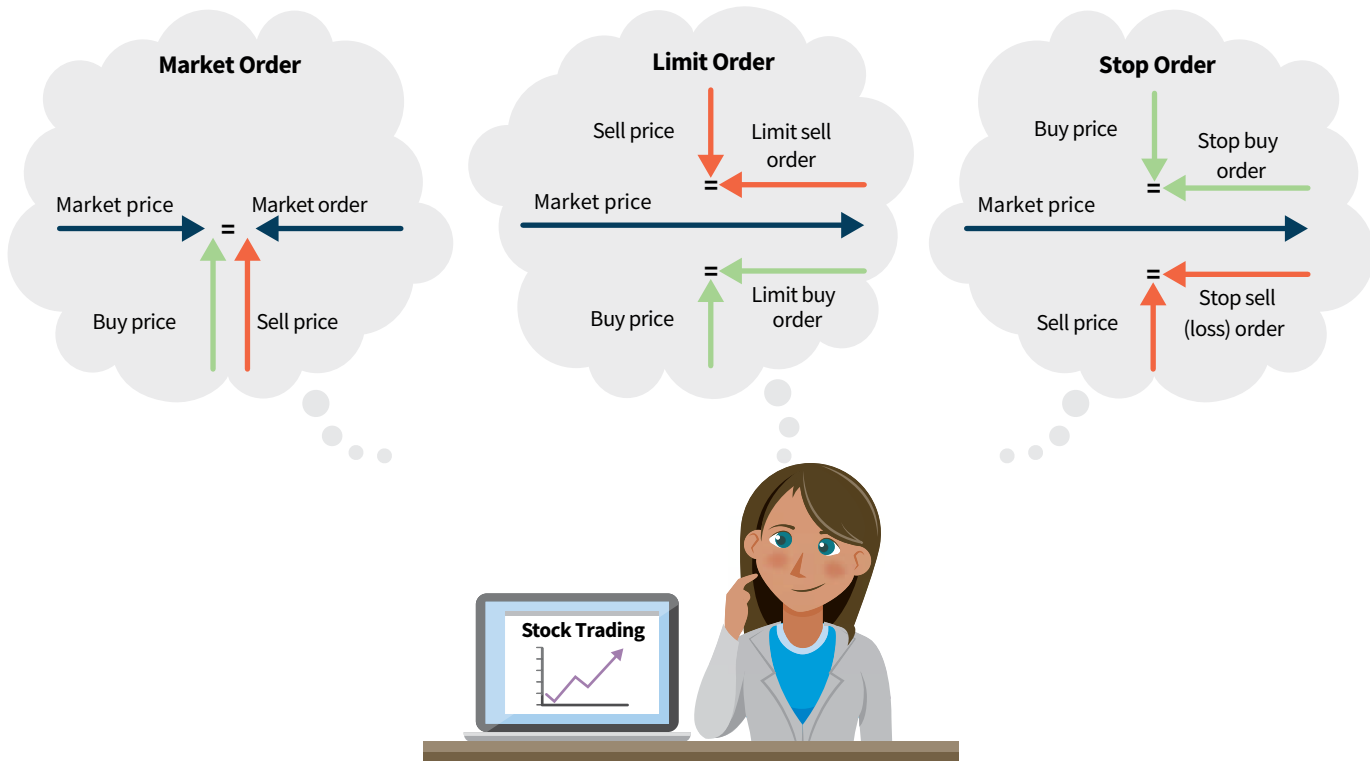 Market Order
Market price
=
Market order
Buy price
Sell price
Limit Order
Sell price
Limit sell
order
=
Market price
=
Limit buy
order
Buy price
Stop Order
Buy price
Stop buy
order
=
Market price
=
Sell price
Stop sell
(loss) order
Stock Trading